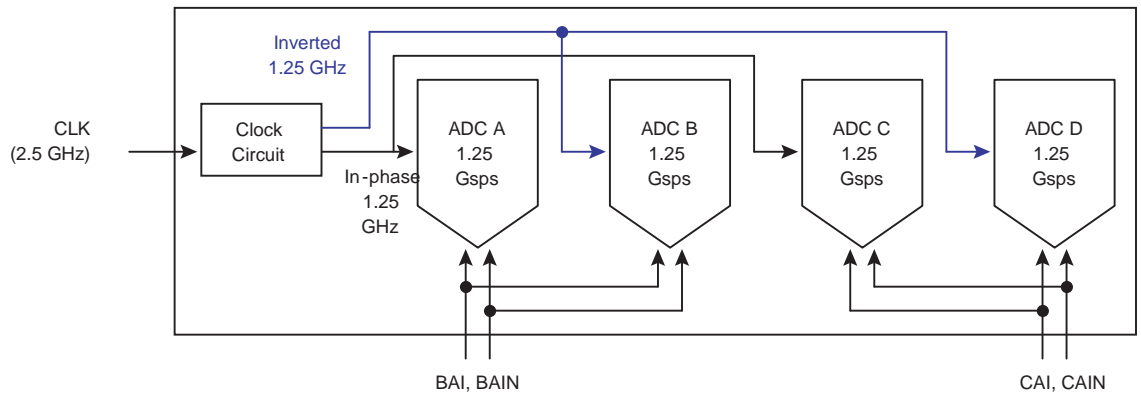 Inverted
1.25 GHz
CLK
(2.5 GHz)
Clock
Circuit
In-phase
1.25
GHz
ADC A
1.25
Gsps
ADC B
1.25
Gsps
ADC C
1.25
Gsps
ADC D
1.25
Gsps
BAI, BAIN
CAI, CAIN